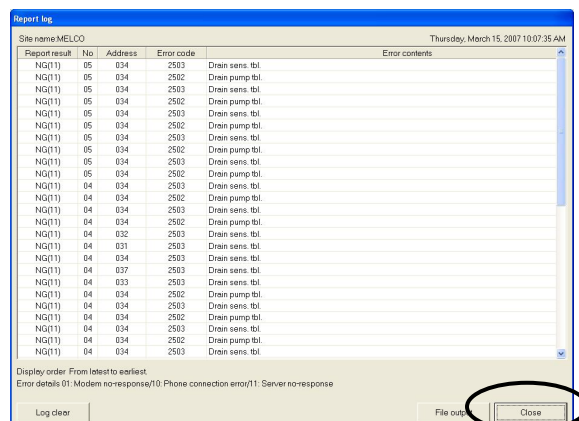 Report log
Site name:MELCO Thursday, March 15, 2007 10:07:35 AM
Report result No Address Error code Error contents
NG(11) 05 034 2503 Drain sens. tbl.
NG(11) 05 034 2502 Drain pump tbl.
NG(11) 05 034 2503 Drain sens. tbl.
NG(11) 05 034 2502 Drain pump tbl.
NG(11) 05 034 2503 Drain sens. tbl.
NG(11) 05 034 2502 Drain pump tbl.
NG(11) 05 034 2503 Drain sens. tbl.
NG(11) 05 034 2502 Drain pump tbl.
NG(11) 05 034 2503 Drain sens. tbl.
NG(11) 05 034 2502 Drain pump tbl.
NG(11) 04 034 2503 Drain sens. tbl.
NG(11) 04 034 2502 Drain pump tbl.
NG(11) 04 034 2503 Drain sens. tbl.
NG(11) 04 034 2502 Drain pump tbl.
NG(11) 04 032 2503 Drain sens. tbl.
NG(11) 04 031 2503 Drain sens. tbl.
NG(11) 04 034 2503 Drain sens. tbl.
NG(11) 04 037 2503 Drain sens. tbl.
NG(11) 04 033 2503 Drain sens. tbl.
NG(11) 04 034 2502 Drain pump tbl.
NG(11) 04 034 2503 Drain sens. tbl.
NG(11) 04 034 2502 Drain pump tbl.
NG(11) 04 034 2503 Drain sens. tbl.
NG(11) 04 034 2502 Drain pump tbl.
NG(11) 04 034 2503 Drain sens. tbl.
Display order From latest to earliest.
Error details 01: Modem no-response/10: Phone connection error/11: Server no-response
Log clear File output Close